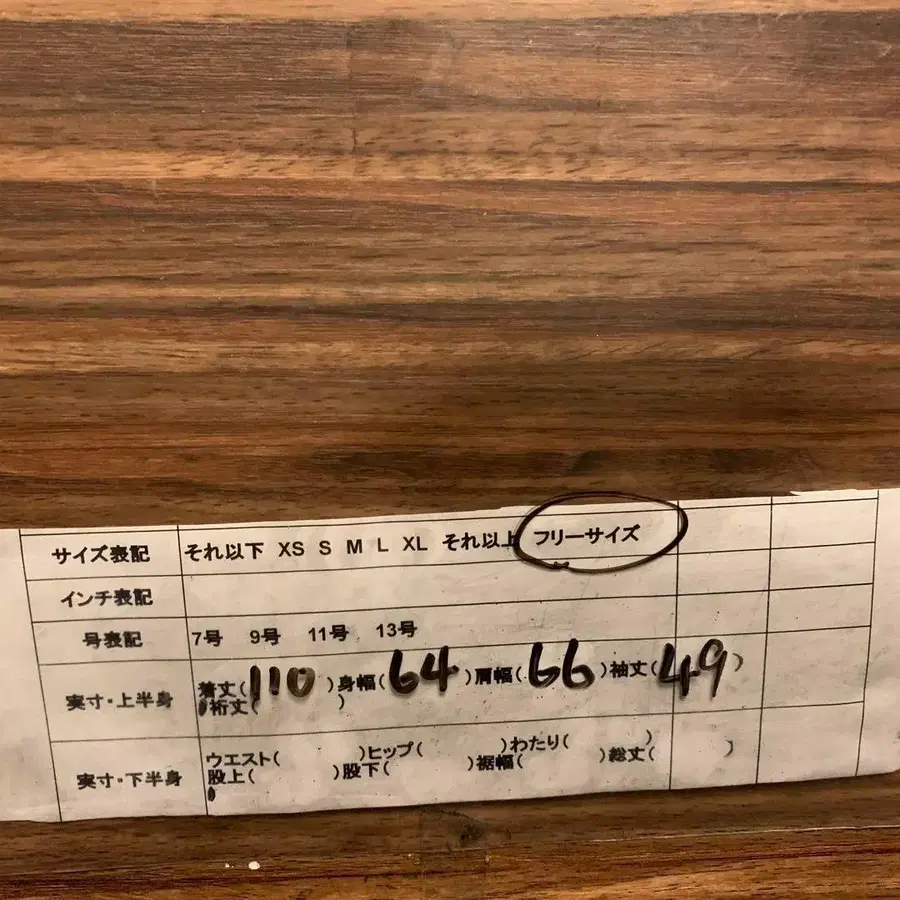 サイズ表記 それ以下 XS S M L XL それ以上 フリーサイズ
インチ表記
号表記 7号 9号 11号 13号
実寸・上半身 着丈(110)身幅(64)肩幅(66)袖丈(49)
裄丈( )
実寸・下半身 ウエスト( )ヒップ( )わたり( )
股上( )股下( )裾幅( )総丈( )